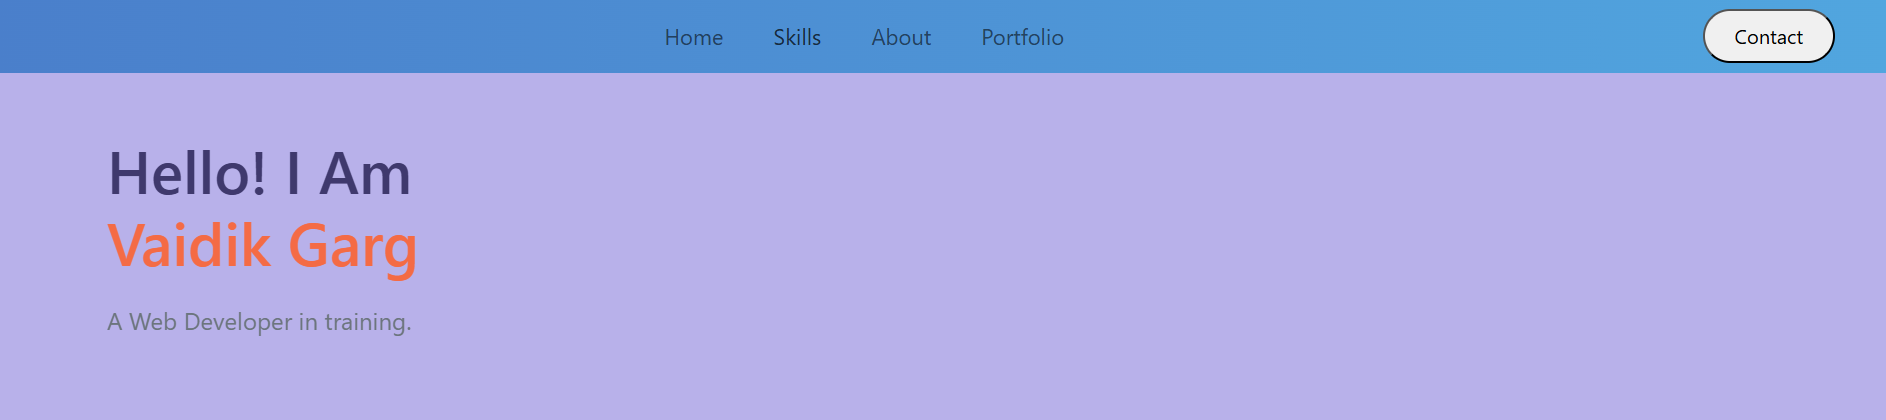 Home Skills About Portfolio Contact
Hello! I Am
Vaidik Garg
A Web Developer in training.